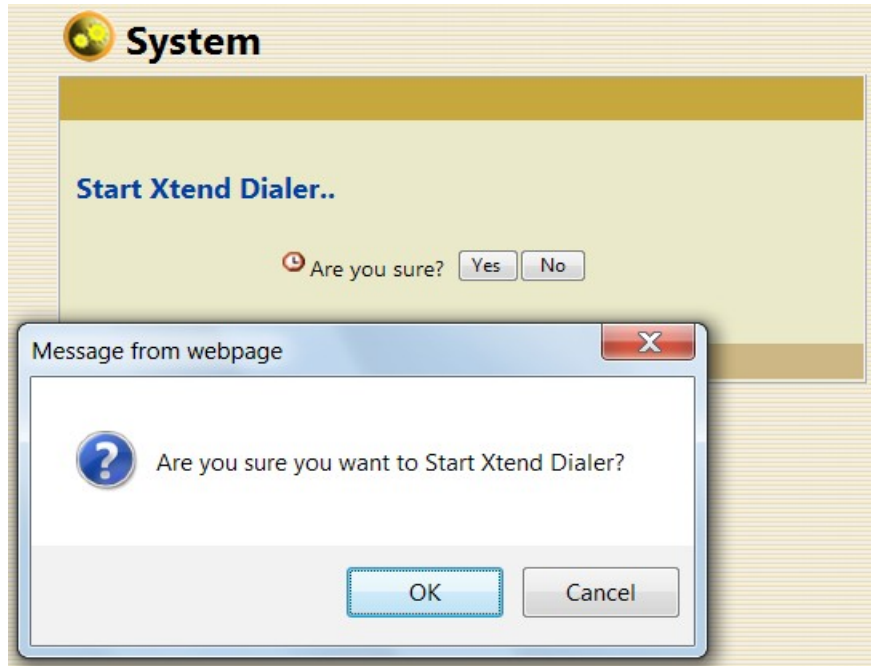 System
Start Xtend Dialer..
Are you sure? Yes No
Message from webpage
Are you sure you want to Start Xtend Dialer?
OK Cancel